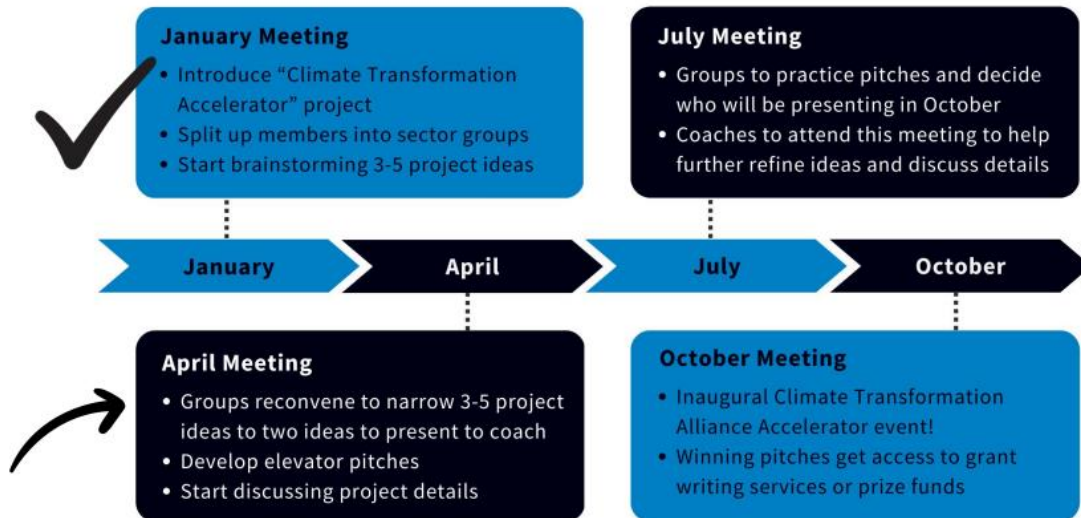 January Meeting
• Introduce “Climate Transformation
Accelerator” project
• Split up members into sector groups
• Start brainstorming 3-5 project ideas
July Meeting
• Groups to practice pitches and decide
who will be presenting in October
• Coaches to attend this meeting to help
further refine ideas and discuss details
January
April
July
October
April Meeting
• Groups reconvene to narrow 3-5 project
ideas to two ideas to present to coach
• Develop elevator pitches
• Start discussing project details
October Meeting
• Inaugural Climate Transformation
Alliance Accelerator event!
• Winning pitches get access to grant
writing services or prize funds